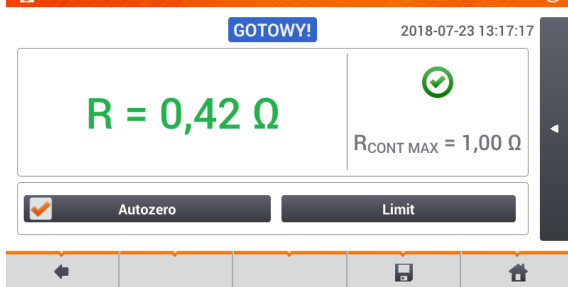 GOTOWY!
2018-07-23 13:17:17
R = 0,42 Ω
RCONT MAX = 1,00 Ω
Autozero
Limit